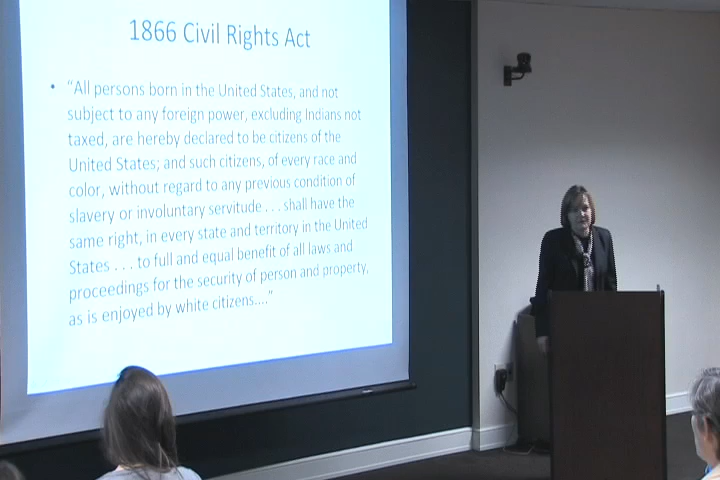 1866 Civil Rights Act
• “All persons born in the United States, and not
subject to any foreign power, excluding Indians not
taxed, are hereby declared to be citizens of the
United States; and such citizens, of every race and
color, without regard to any previous condition of
slavery or involuntary servitude . . . shall have the
same right, in every state and territory in the United
States . . . to full and equal benefit of all laws and
proceedings for the security of person and property,
as is enjoyed by white citizens....”